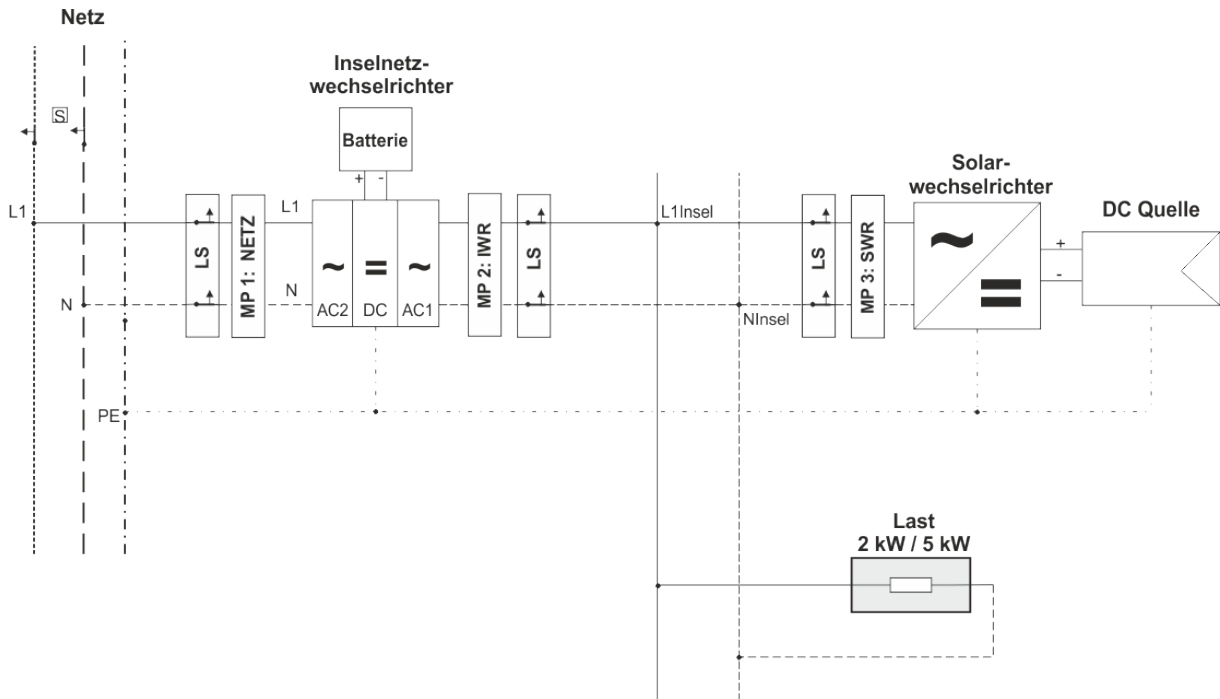 Netz
Inselnetz-
wechselrichter
S
Batterie
+ -
Solar-
wechselrichter
DC Quelle
L1
LS
MP 1: NETZ
L1
MP 2: IWR
LS
L1Insel
LS
MP 3: SWR
~
=
~
~
=
+
-
N
N
AC2
DC
AC1
NInsel
PE
Last
2 kW / 5 kW